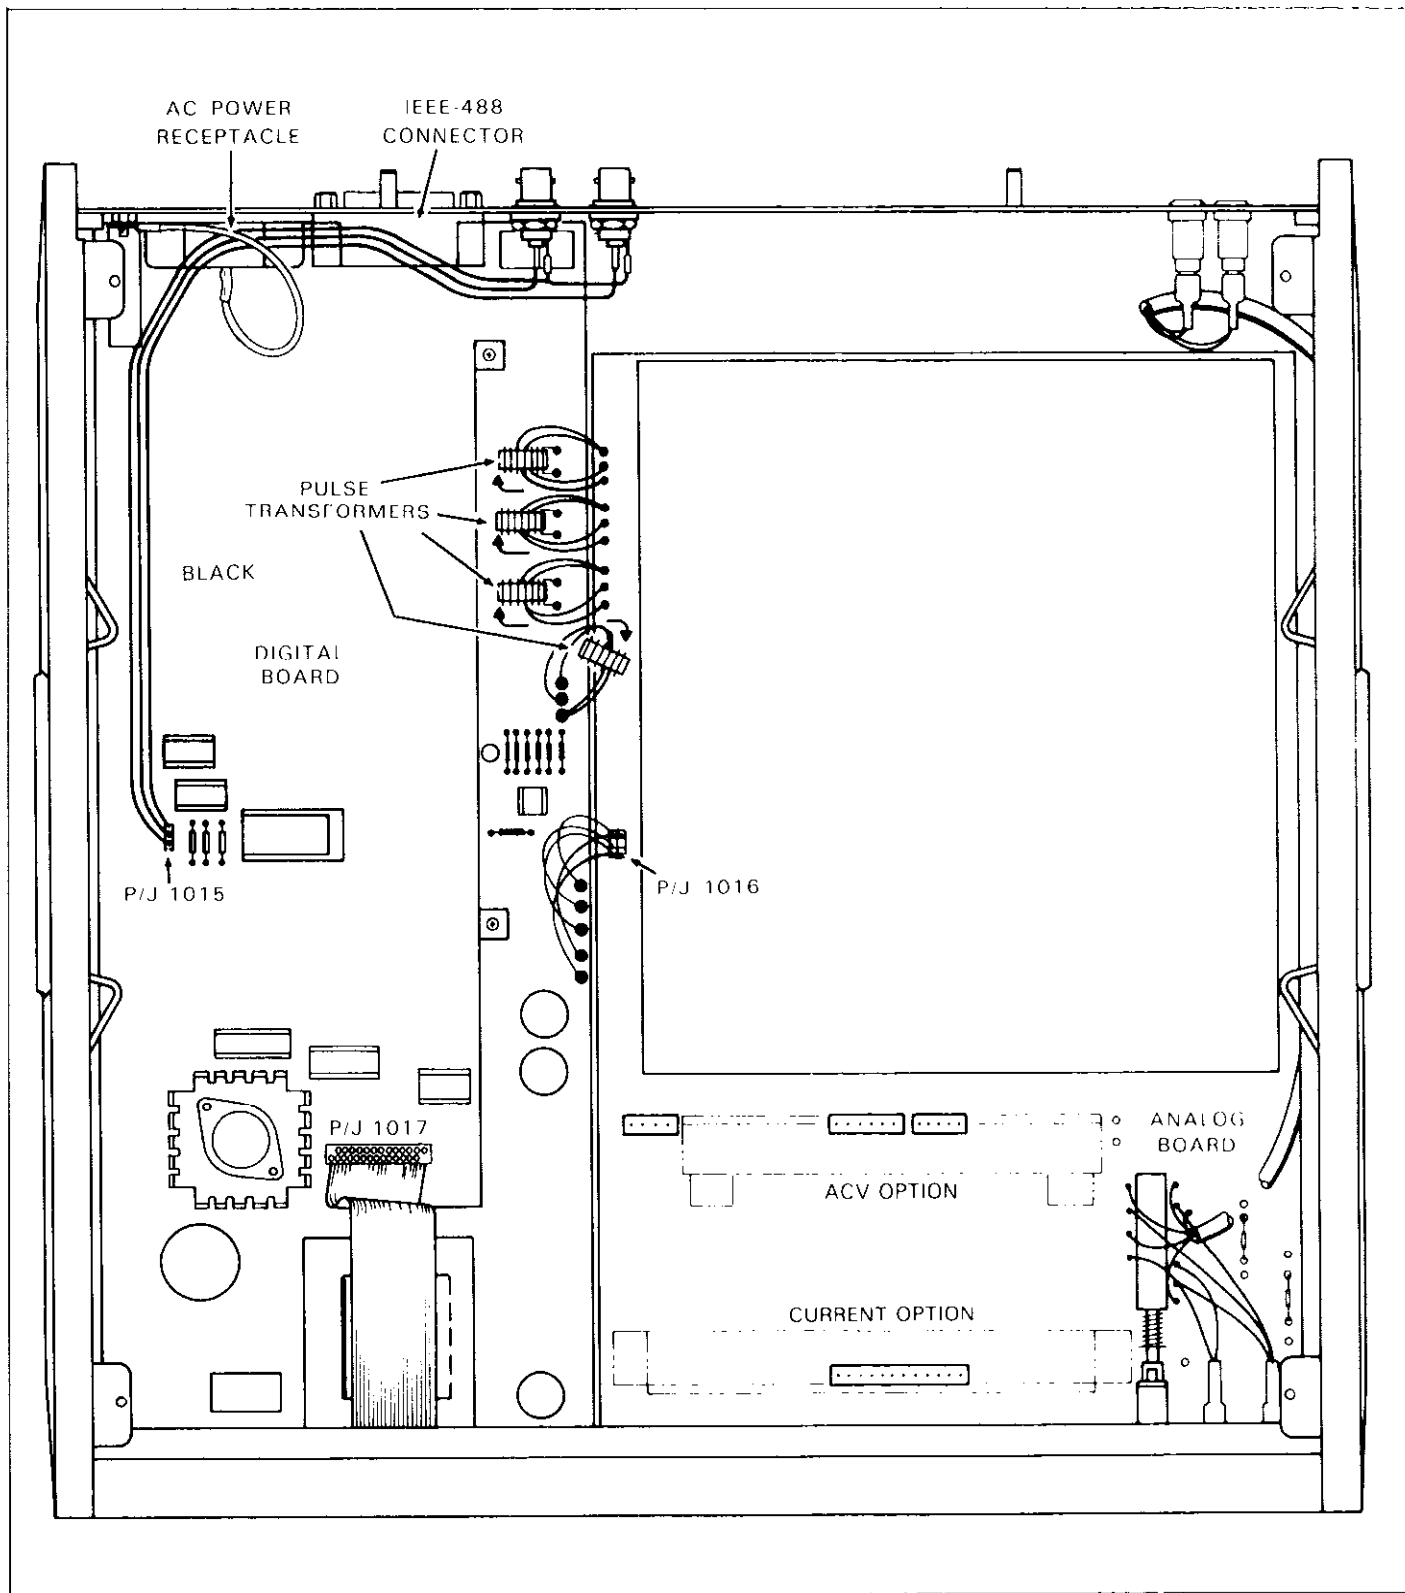 AC POWER
RECEPTACLE
IEEE-488
CONNECTOR
PULSE
TRANSFORMERS
BLACK
DIGITAL
BOARD
P/J 1015
P/J 1016
P/J 1017
ANALOG
BOARD
ACV OPTION
CURRENT OPTION